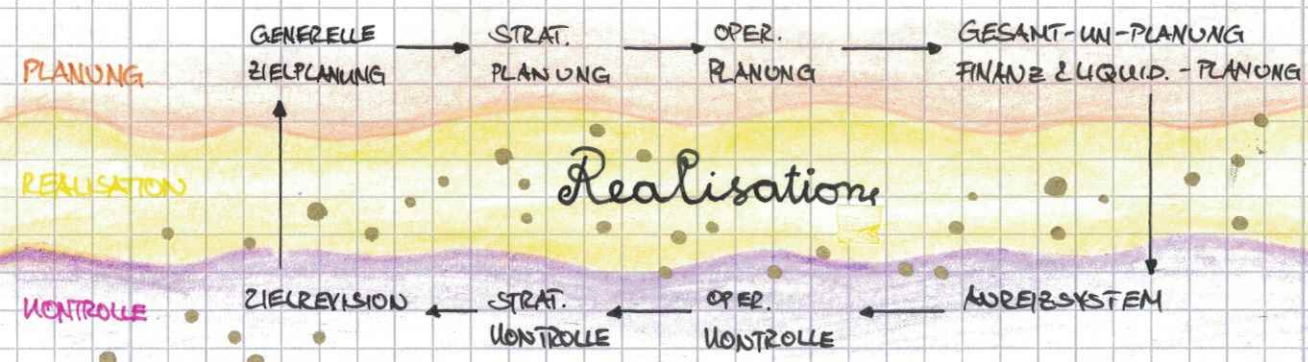 GENERELLE
ZIELPLANUNG
STRAT.
PLANUNG
OPER.
PLANUNG
GESAMT-UN-PLANUNG
FINANZ & LIQUID.-PLANUNG
PLANUNG
REALISATION
Realisation
KONTROLLE
ZIELREVISION
STRAT.
KONTROLLE
OPER.
KONTROLLE
ANREIZSYSTEM